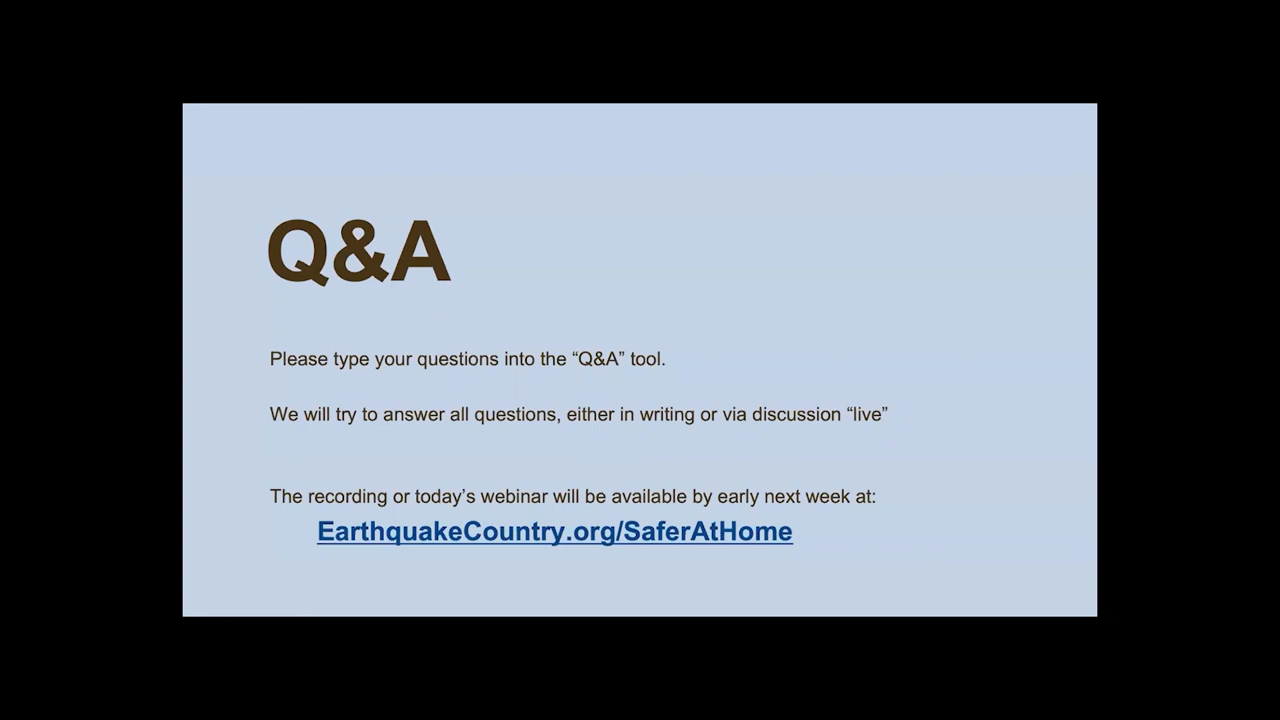 Q&A
Please type your questions into the “Q&A” tool.
We will try to answer all questions, either in writing or via discussion “live”
The recording or today’s webinar will be available by early next week at:
EarthquakeCountry.org/SaferAtHome